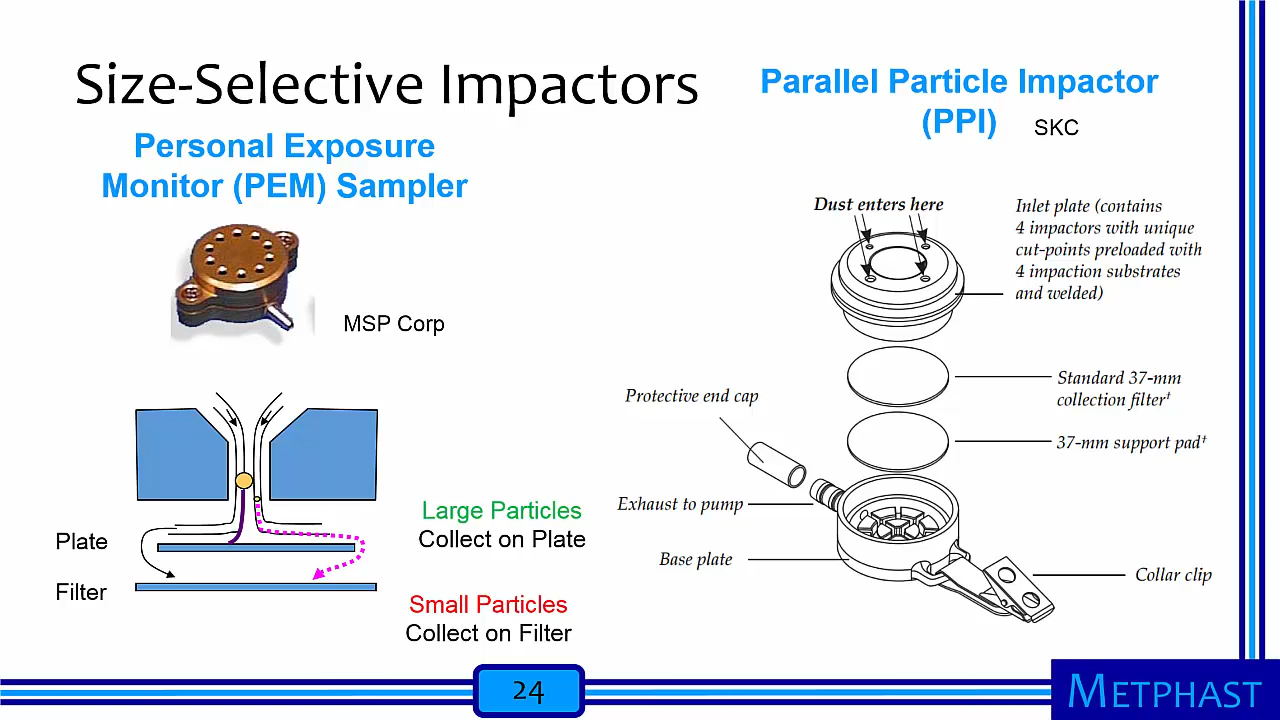 Size-Selective Impactors
Personal Exposure
Monitor (PEM) Sampler
MSP Corp
Plate
Filter
Large Particles
Collect on Plate
Small Particles
Collect on Filter
Parallel Particle Impactor
(PPI) SKC
Dust enters here
Inlet plate (contains
4 impactors with unique
cut-points preloaded with
4 impaction substrates
and welded)
Standard 37-mm
collection filter†
37-mm support pad†
Protective end cap
Exhaust to pump
Base plate
Collar clip
24
METPHAST